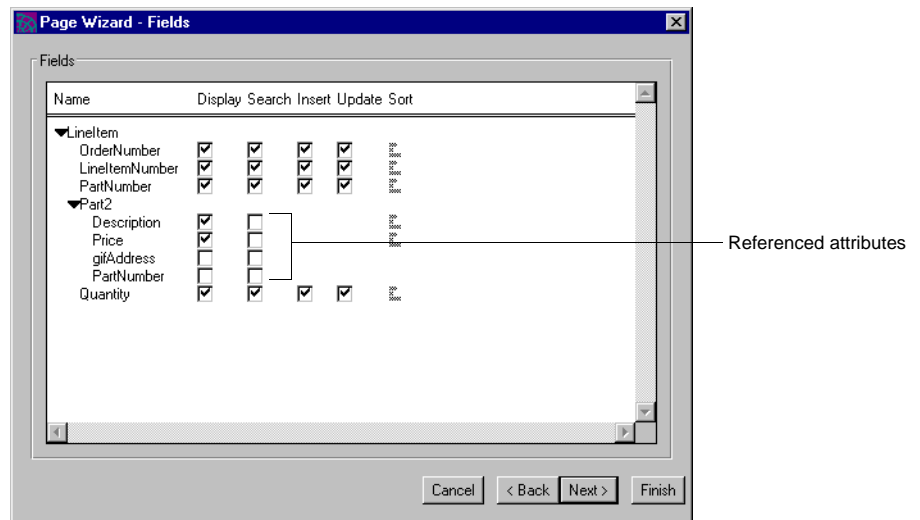 Page Wizard - Fields
Fields
Name Display Search Insert Update Sort
LineItem
OrderNumber
LineItemNumber
PartNumber
Part2
Description
Price
gifAddress
PartNumber
Quantity
Referenced attributes
Cancel < Back Next > Finish